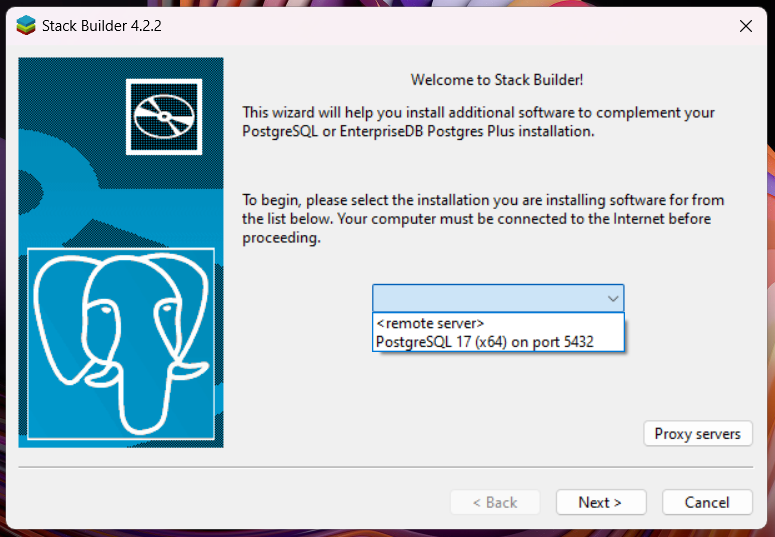 Stack Builder 4.2.2
Welcome to Stack Builder!
This wizard will help you install additional software to complement your
PostgreSQL or EnterpriseDB Postgres Plus installation.
To begin, please select the installation you are installing software for from
the list below. Your computer must be connected to the Internet before
proceeding.
<remote server>
PostgreSQL 17 (x64) on port 5432
Proxy servers
< Back
Next >
Cancel